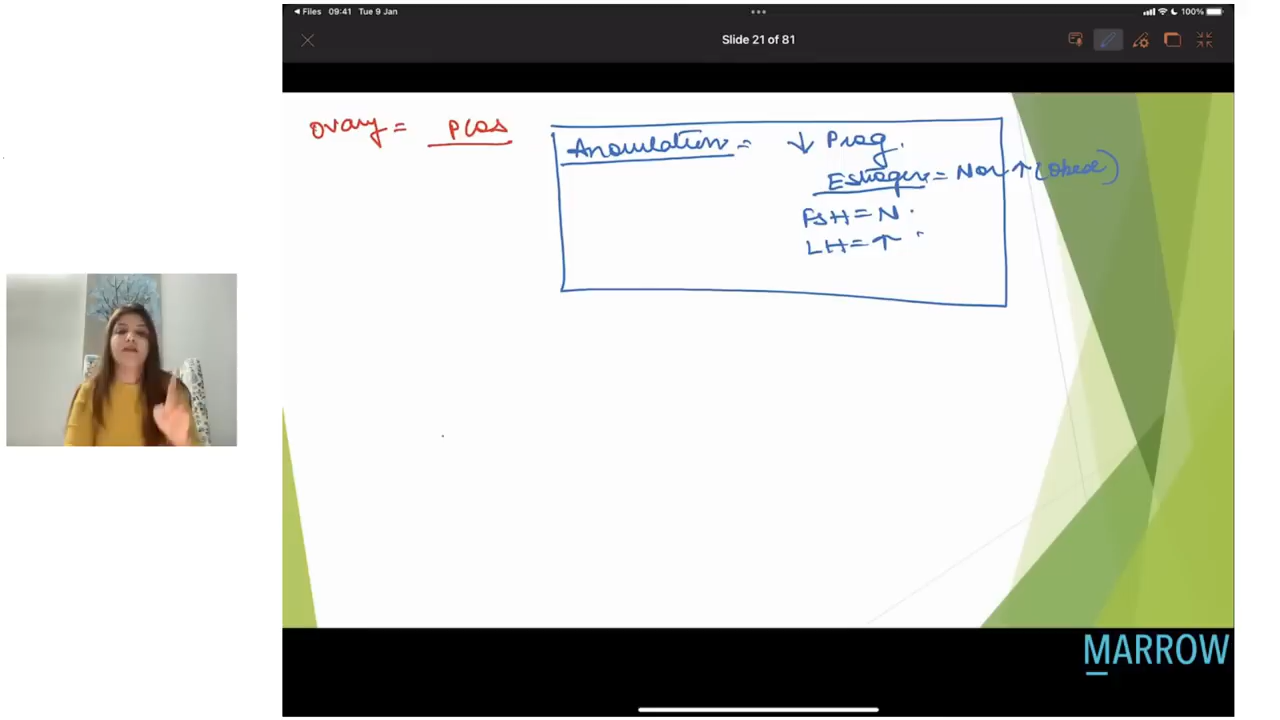 Files 09:41 Tue 9 Jan
100%
Slide 21 of 81
Ovary = PCOS
Anovulation = ↓ Prog.
Estrogen = N or ↑ (Obese)
FSH = N
LH = ↑
MARROW